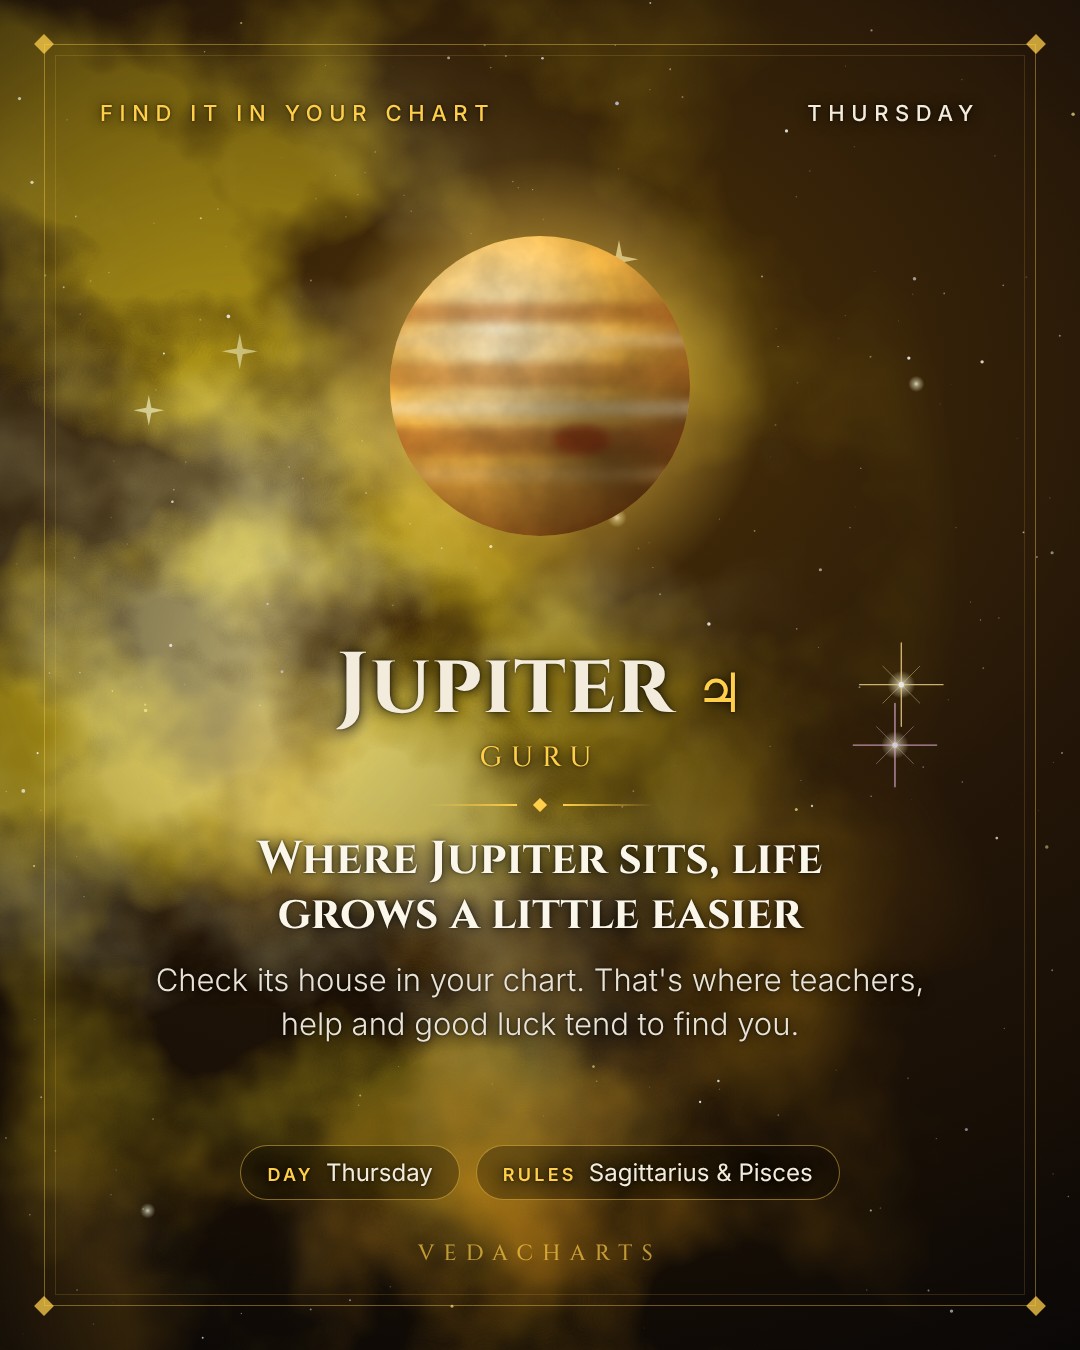 FIND IT IN YOUR CHART
THURSDAY
JUPITER ♃
GURU
WHERE JUPITER SITS, LIFE
GROWS A LITTLE EASIER
Check its house in your chart. That's where teachers,
help and good luck tend to find you.
DAY Thursday
RULES Sagittarius & Pisces
VEDACHARTS